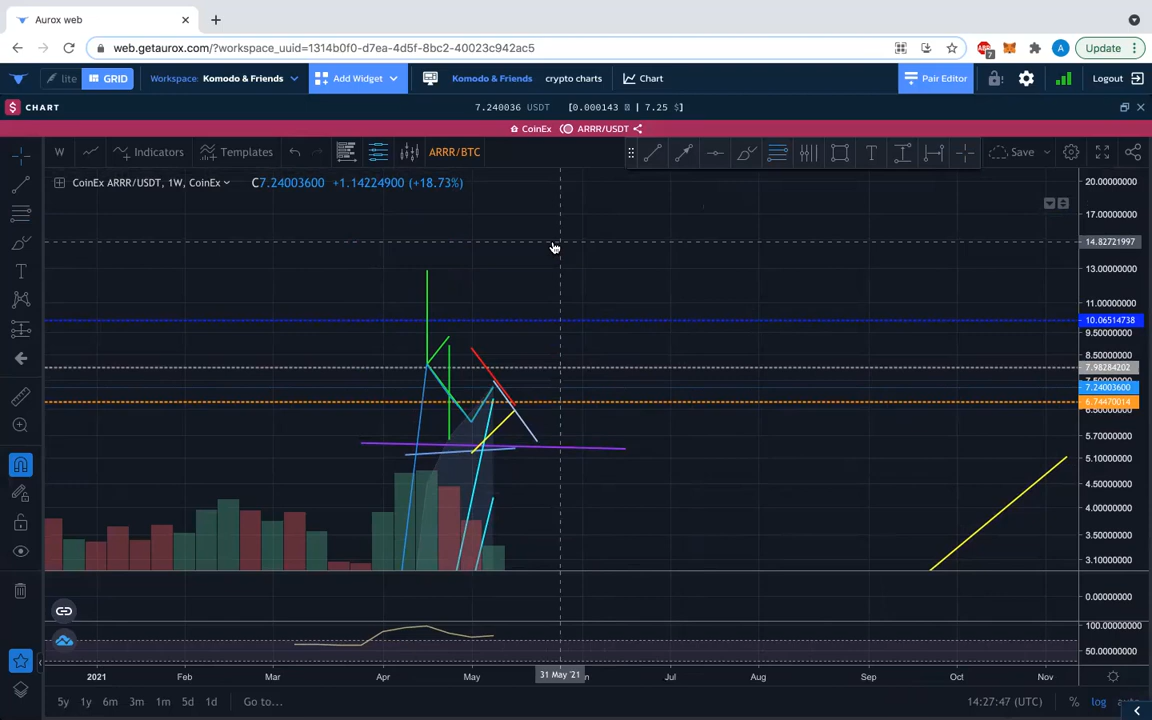 Aurox web
web.getaurox.com/?workspace_uuid=1314b0f0-d7ea-4d5f-8bc2-40023c942ac5
7
A
Update
lite
GRID
Workspace: Komodo & Friends
Add Widget
Komodo & Friends
crypto charts
Chart
Pair Editor
Logout
CHART
7.240036 USDT
| 7.25 $]
CoinEx
ARRR/USDT
W
Indicators
Templates
ARRR/BTC
Save
CoinEx ARRR/USDT, 1W, CoinEx
C7.24003600 +1.14224900 (+18.73%)
20.00000000
17.00000000
14.82721997
13.00000000
11.00000000
10.06514738
9.50000000
8.50000000
7.98284202
7.24003600
6.74470014
5.70000000
5.10000000
4.50000000
4.00000000
3.50000000
3.10000000
0.00000000
100.00000000
50.00000000
2021
Feb
Mar
Apr
May
31 May '21
Jul
Aug
Sep
Oct
Nov
5y
1y
6m
3m
1m
5d
1d
Go to...
14:27:47 (UTC)
%
log